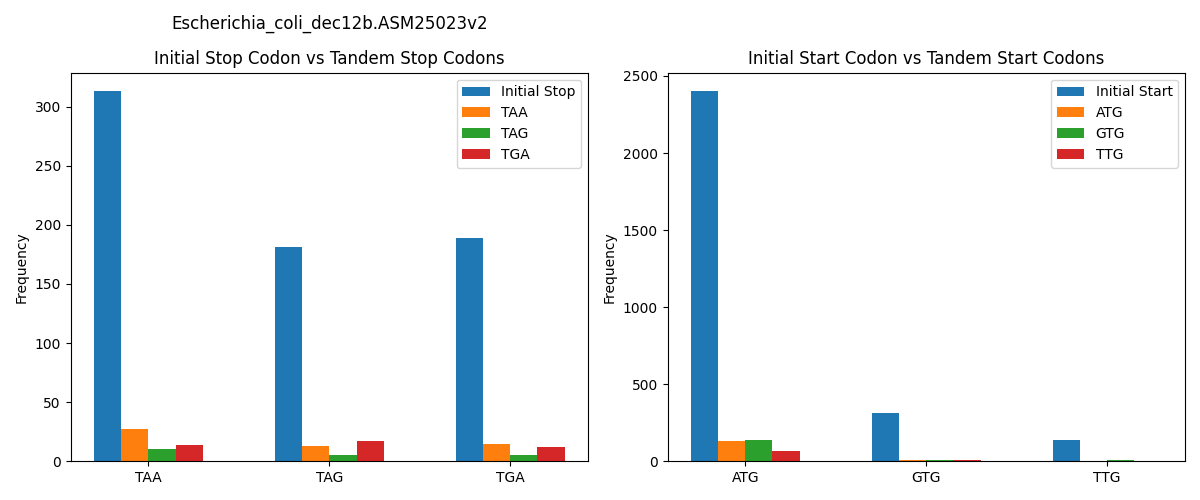 Escherichia_coli_dec12b.ASM25023v2
Initial Stop Codon vs Tandem Stop Codons
Frequency
300
250
200
150
100
50
0
TAA
TAG
TGA
Initial Stop
TAA
TAG
TGA
Initial Start Codon vs Tandem Start Codons
Frequency
2500
2000
1500
1000
500
0
ATG
GTG
TTG
Initial Start
ATG
GTG
TTG